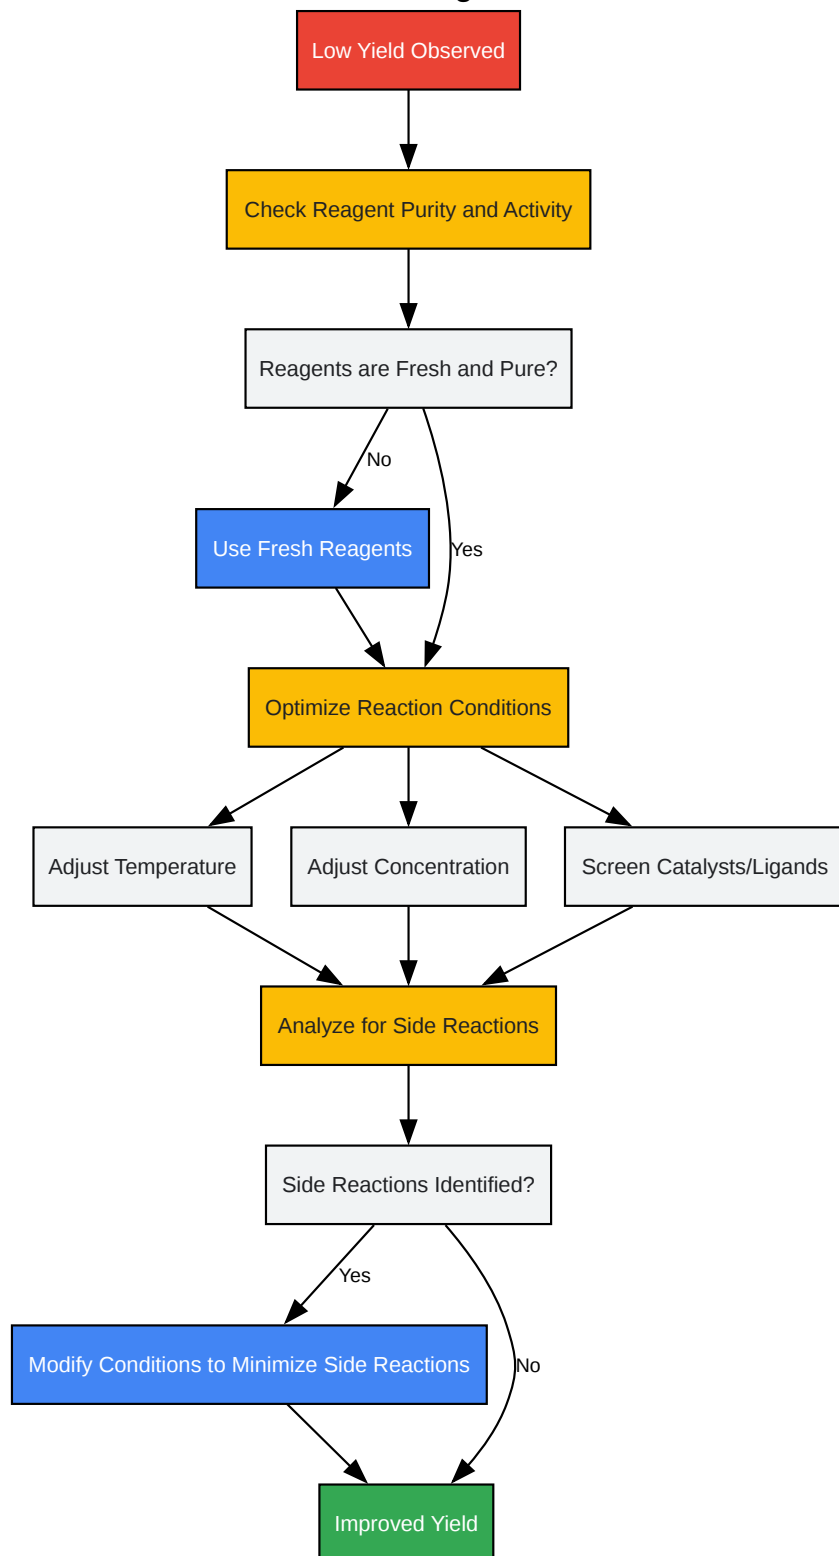 Low Yield Observed
Check Reagent Purity and Activity
Reagents are Fresh and Pure?
No
Use Fresh Reagents
Yes
Optimize Reaction Conditions
Adjust Temperature
Adjust Concentration
Screen Catalysts/Ligands
Analyze for Side Reactions
Side Reactions Identified?
Yes
Modify Conditions to Minimize Side Reactions
No
Improved Yield